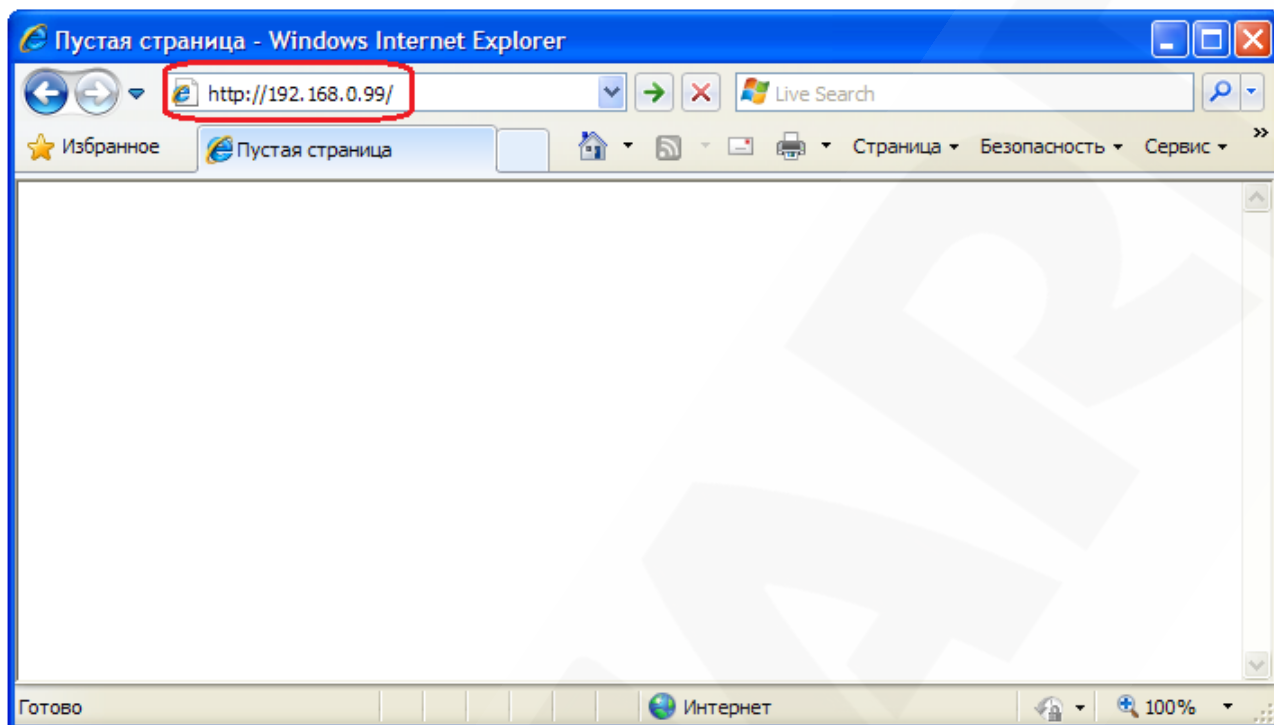 Пустая страница - Windows Internet Explorer
http://192.168.0.99/
Live Search
Избранное
Пустая страница
Страница
Безопасность
Сервис
»
Готово
Интернет
100%